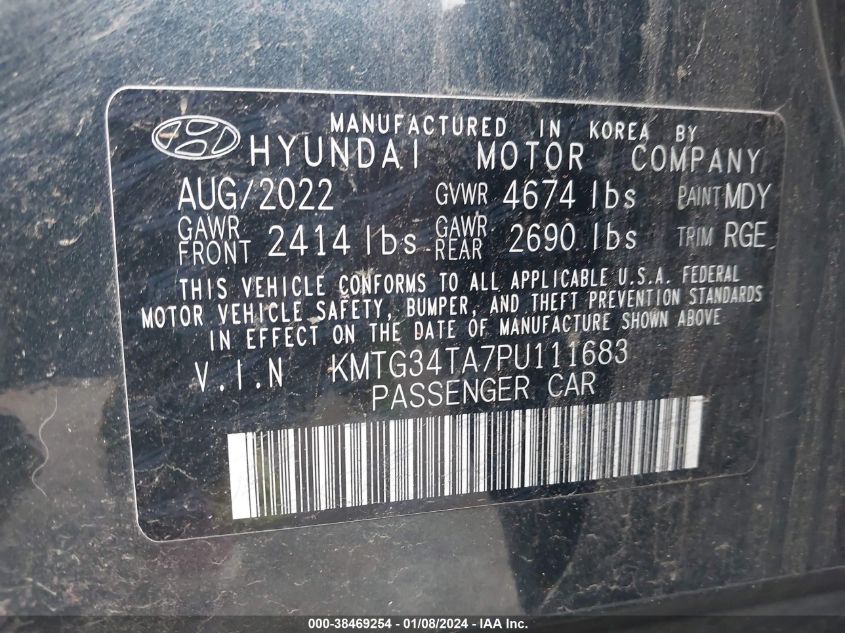 MANUFACTURED IN KOREA BY
HYUNDAI MOTOR COMPANY
AUG/2022 GVWR 4674 lbs PAINT MDY
GAWR FRONT 2414 lbs GAWR REAR 2690 lbs TRIM RGE
THIS VEHICLE CONFORMS TO ALL APPLICABLE U.S.A. FEDERAL
MOTOR VEHICLE SAFETY, BUMPER, AND THEFT PREVENTION STANDARDS
IN EFFECT ON THE DATE OF MANUFACTURE SHOWN ABOVE
V.I.N KMTG34TA7PU111683
PASSENGER CAR
000-38469254 - 01/08/2024 - IAA Inc.